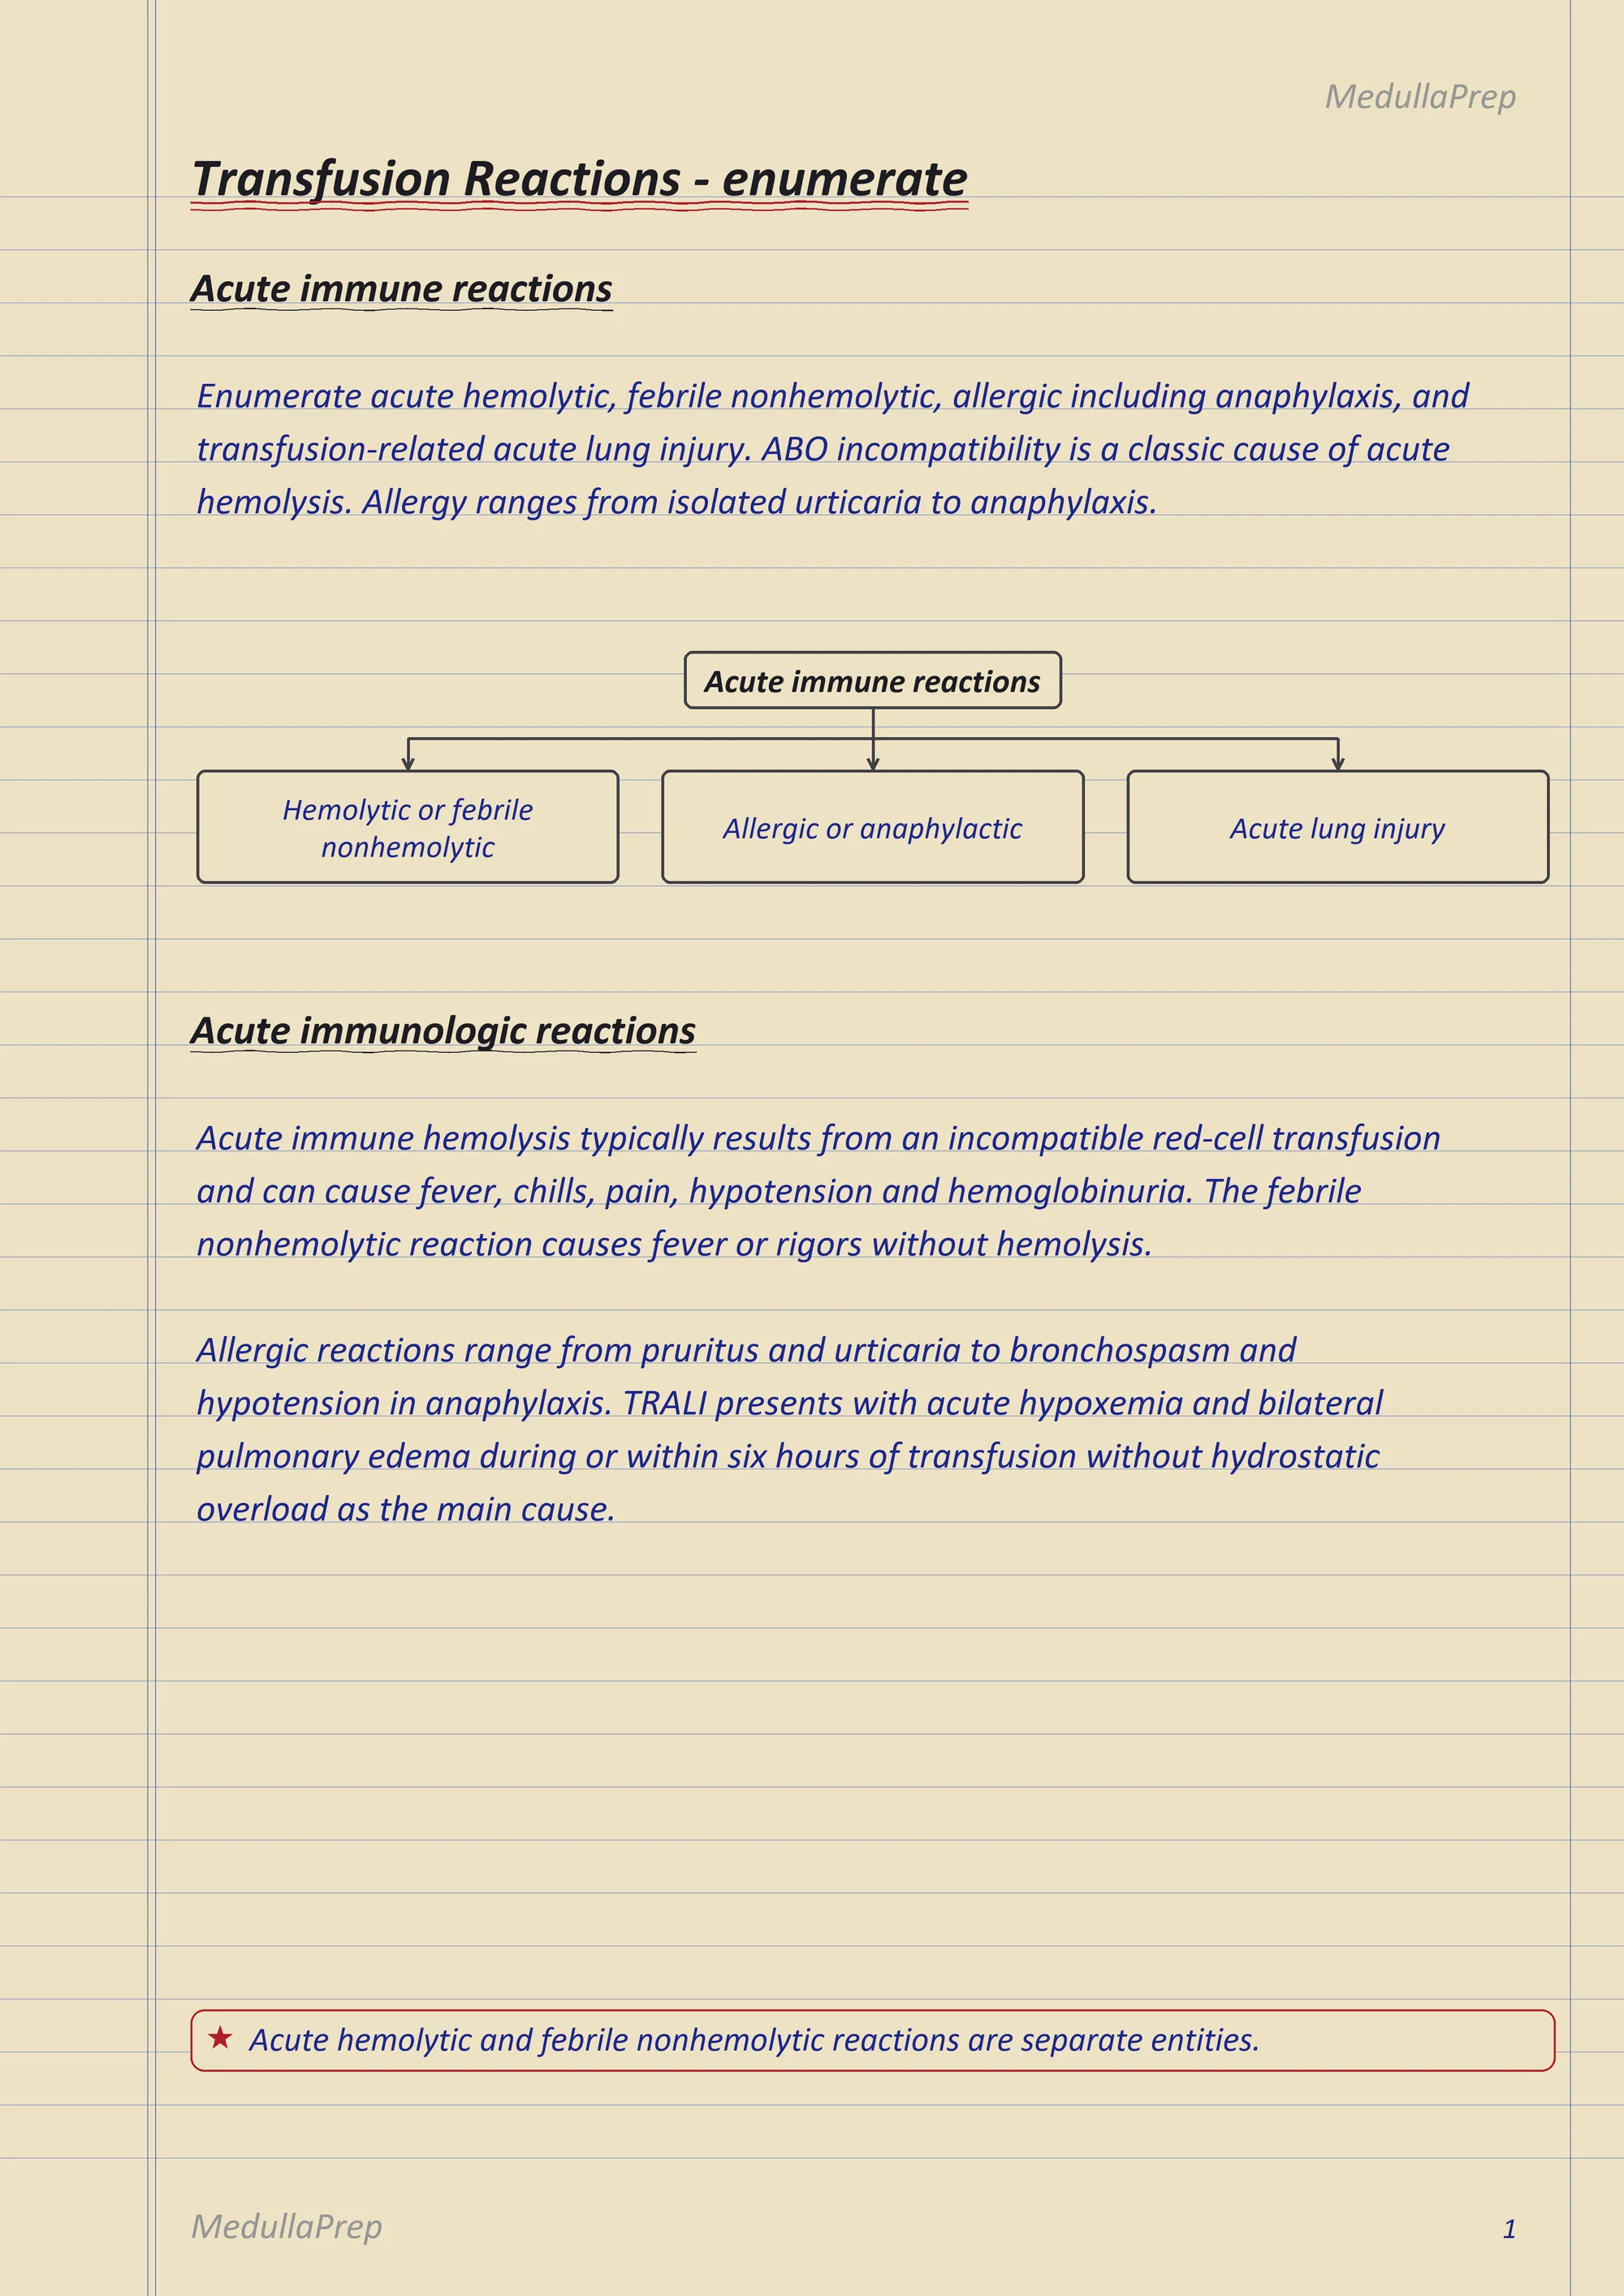 MedullaPrep
Transfusion Reactions - enumerate
Acute immune reactions
Enumerate acute hemolytic, febrile nonhemolytic, allergic including anaphylaxis, and
transfusion-related acute lung injury. ABO incompatibility is a classic cause of acute
hemolysis. Allergy ranges from isolated urticaria to anaphylaxis.
Acute immune reactions
Hemolytic or febrile
nonhemolytic
Allergic or anaphylactic
Acute lung injury
Acute immunologic reactions
Acute immune hemolysis typically results from an incompatible red-cell transfusion
and can cause fever, chills, pain, hypotension and hemoglobinuria. The febrile
nonhemolytic reaction causes fever or rigors without hemolysis.
Allergic reactions range from pruritus and urticaria to bronchospasm and
hypotension in anaphylaxis. TRALI presents with acute hypoxemia and bilateral
pulmonary edema during or within six hours of transfusion without hydrostatic
overload as the main cause.
★ Acute hemolytic and febrile nonhemolytic reactions are separate entities.
MedullaPrep
1